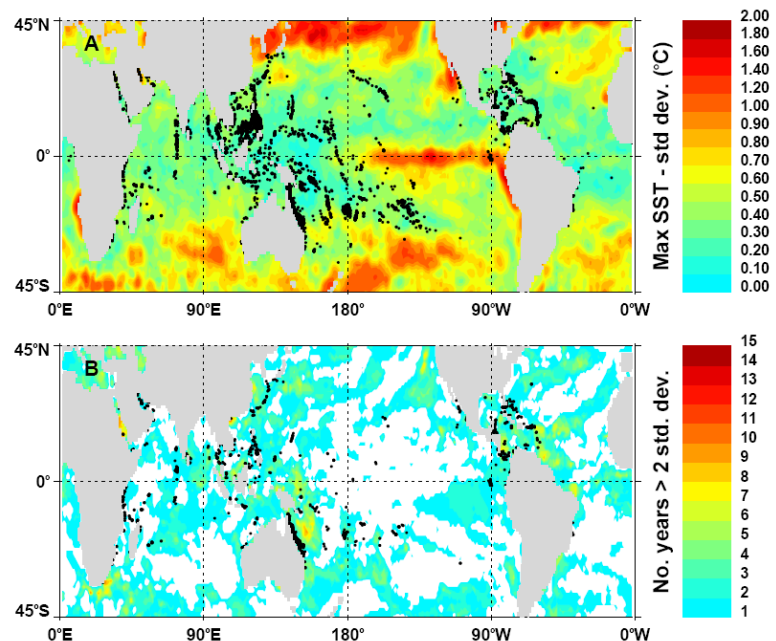 45°N
A
0°
45°S
0°E
90°E
180°
90°W
0°W
2.00
1.80
1.60
1.40
1.20
1.00
0.90
0.80
0.70
0.60
0.50
0.40
0.30
0.20
0.10
0.00
Max SST - std dev. (°C)
45°N
B
0°
45°S
0°E
90°E
180°
90°W
0°W
15
14
13
12
11
10
9
8
7
6
5
4
3
2
1
No. years > 2 std. dev.